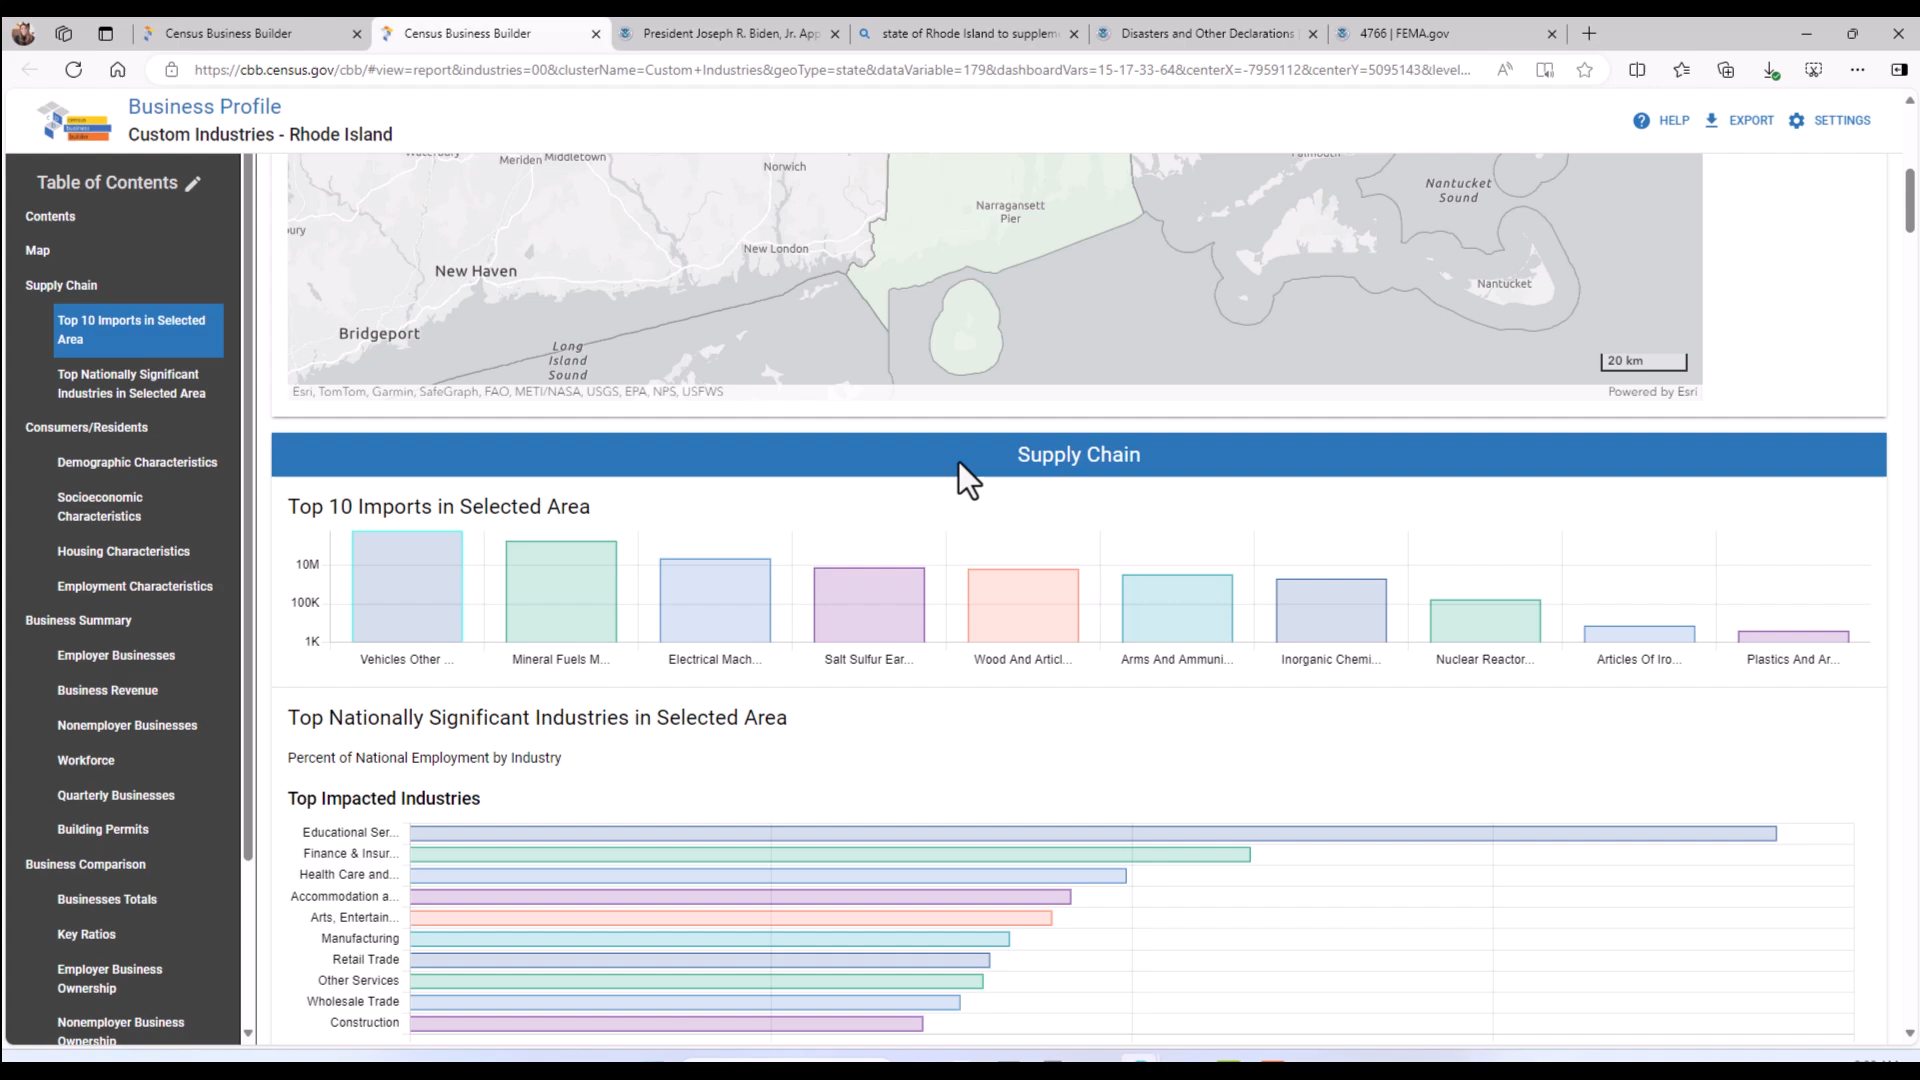 Census Business Builder
Census Business Builder
President Joseph R. Biden, Jr. App
state of Rhode Island to supplem
Disasters and Other Declarations
4766 | FEMA.gov
https://cbb.census.gov/cbb/#view=report&industries=00&clusterName=Custom+Industries&geoType=state&dataVariable=179&dashboardVars=15-17-33-64&centerX=-7959112&centerY=5095143&level...
Business Profile
Custom Industries - Rhode Island
HELP
EXPORT
SETTINGS
Table of Contents
Contents
Map
Supply Chain
Top 10 Imports in Selected
Area
Top Nationally Significant
Industries in Selected Area
Consumers/Residents
Demographic Characteristics
Socioeconomic
Characteristics
Housing Characteristics
Employment Characteristics
Business Summary
Employer Businesses
Business Revenue
Nonemployer Businesses
Workforce
Quarterly Businesses
Building Permits
Business Comparison
Businesses Totals
Key Ratios
Employer Business
Ownership
Nonemployer Business
Ownership
Meriden
Middletown
Norwich
Narragansett
Pier
Nantucket
Sound
ury
New London
New Haven
Nantucket
Bridgeport
Long
Island
Sound
20 km
Esri, TomTom, Garmin, SafeGraph, FAO, METI/NASA, USGS, EPA, NPS, USFWS
Powered by Esri
Supply Chain
Top 10 Imports in Selected Area
10M
100K
1K
Vehicles Other ...
Mineral Fuels M...
Electrical Mach...
Salt Sulfur Ear...
Wood And Articl...
Arms And Ammuni...
Inorganic Chemi...
Nuclear Reactor...
Articles Of Iro...
Plastics And Ar...
Top Nationally Significant Industries in Selected Area
Percent of National Employment by Industry
Top Impacted Industries
Educational Ser...
Finance & Insur...
Health Care and...
Accommodation a...
Arts, Entertain...
Manufacturing
Retail Trade
Other Services
Wholesale Trade
Construction